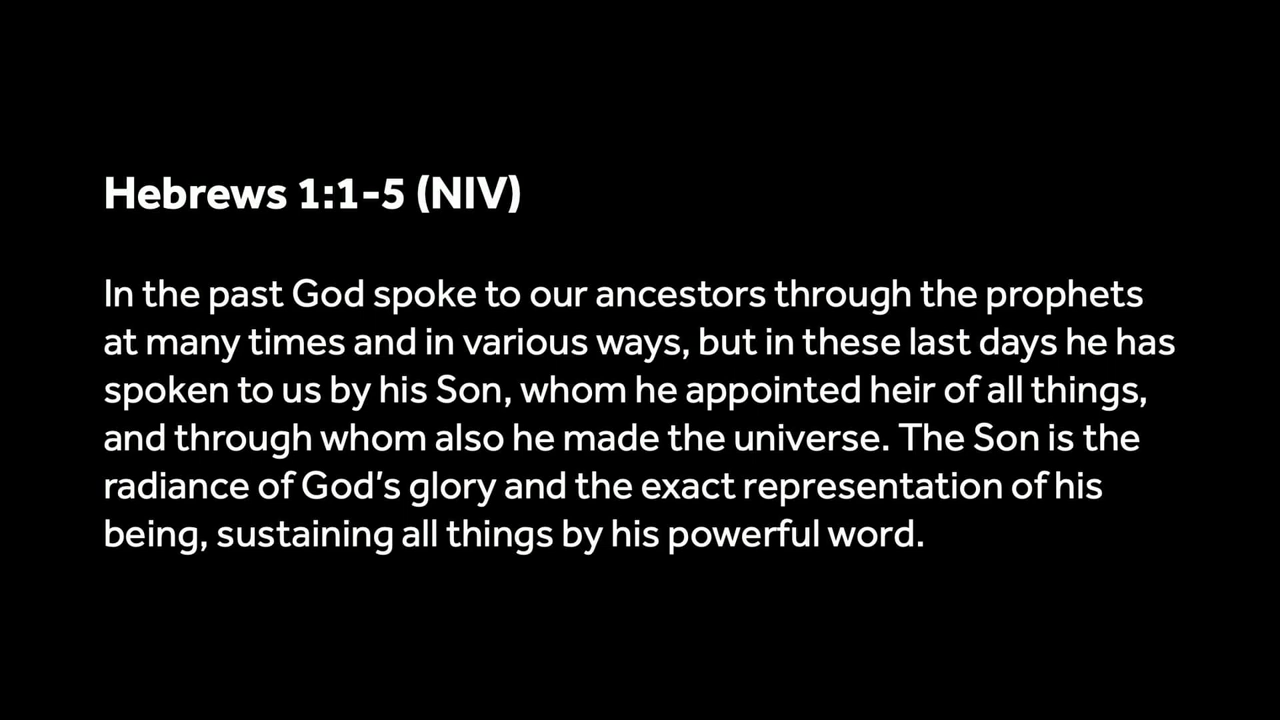 Hebrews 1:1-5 (NIV)
In the past God spoke to our ancestors through the prophets
at many times and in various ways, but in these last days he has
spoken to us by his Son, whom he appointed heir of all things,
and through whom also he made the universe. The Son is the
radiance of God's glory and the exact representation of his
being, sustaining all things by his powerful word.